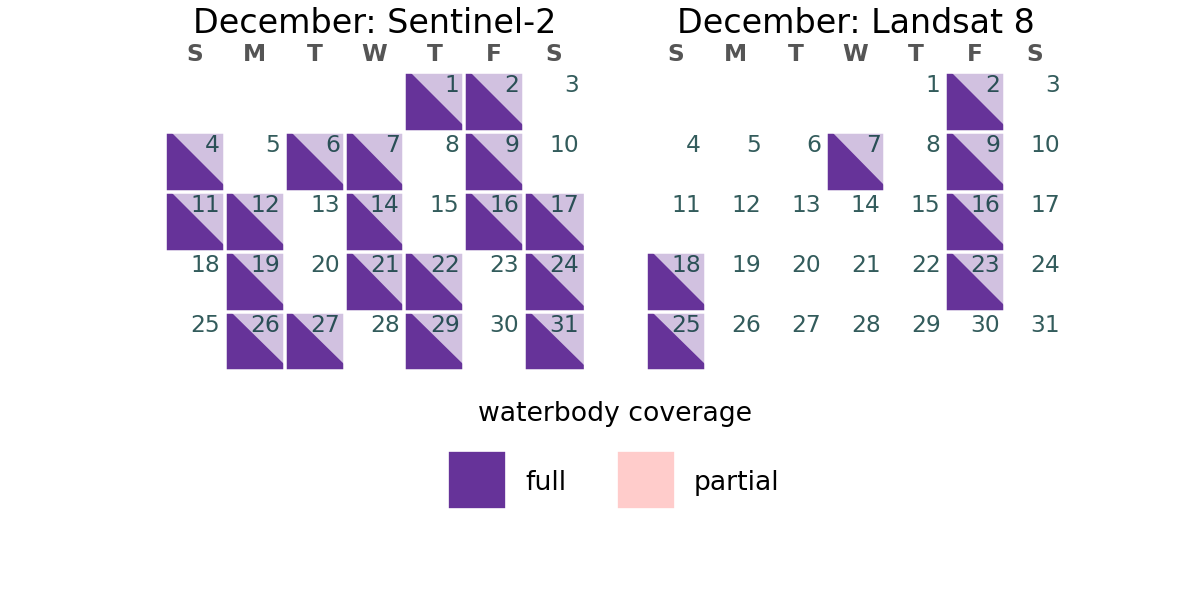 December: Sentinel-2
S M T W T F S
1 2 3
4 5 6 7 8 9 10
11 12 13 14 15 16 17
18 19 20 21 22 23 24
25 26 27 28 29 30 31
December: Landsat 8
S M T W T F S
1 2 3
4 5 6 7 8 9 10
11 12 13 14 15 16 17
18 19 20 21 22 23 24
25 26 27 28 29 30 31
waterbody coverage
full
partial